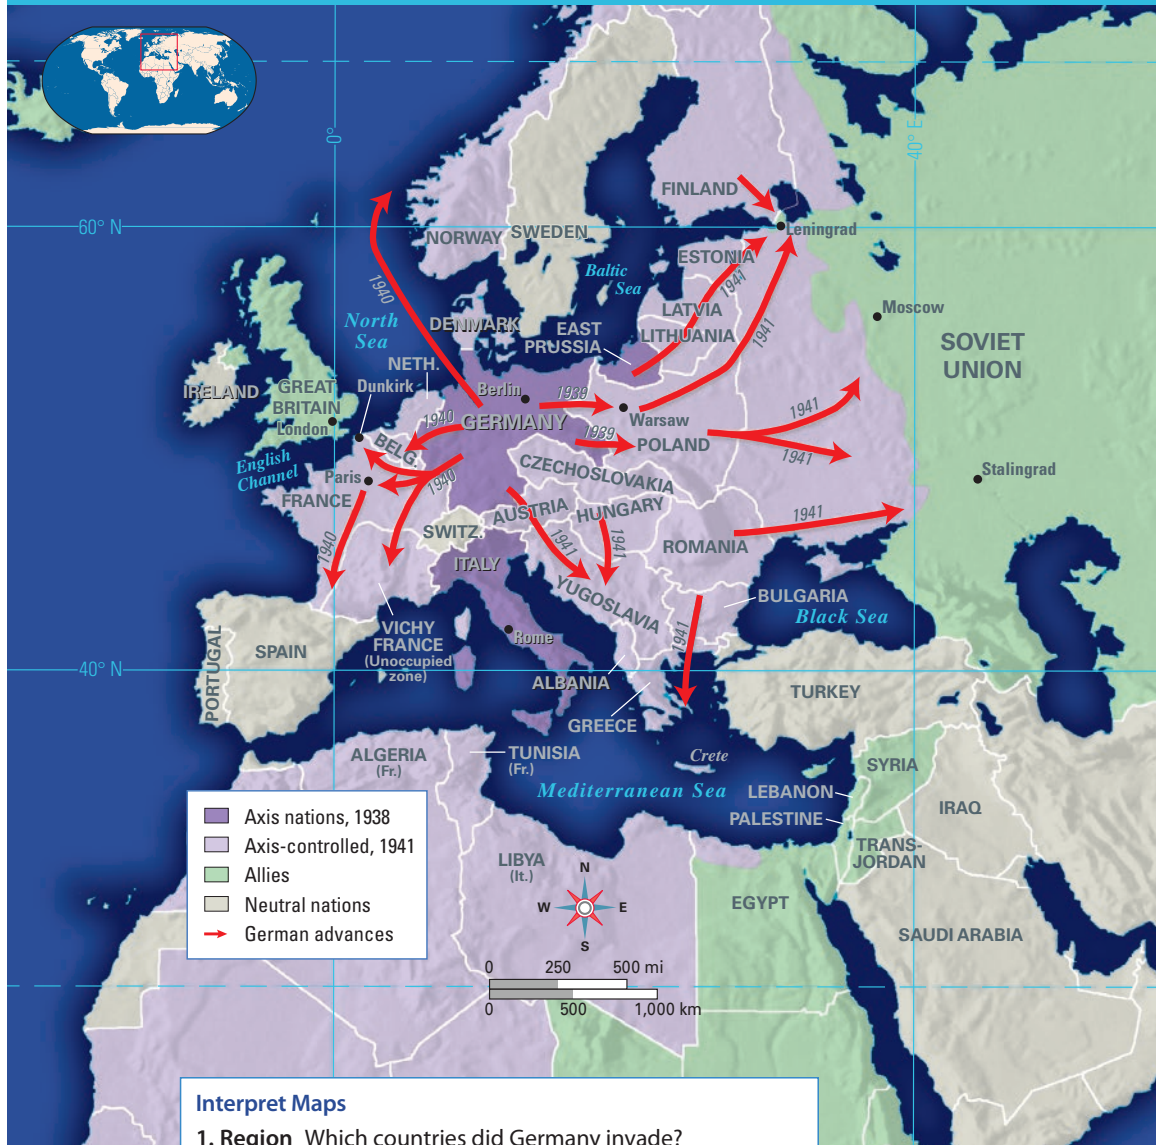 0°
40° E
FINLAND
60° N
NORWAY
SWEDEN
Leningrad
ESTONIA
1941
Baltic
Sea
1940
North
Sea
DENMARK
LATVIA
LITHUANIA
1941
EAST
PRUSSIA
Moscow
SOVIET
UNION
NETH.
Dunkirk
IRELAND
GREAT
BRITAIN
London
Berlin
1939
GERMANY
Warsaw
1940
1939
POLAND
1941
1941
BELG.
English
Channel
Paris
FRANCE
1940
CZECHOSLOVAKIA
Stalingrad
AUSTRIA
HUNGARY
1941
SWITZ.
1940
1941
1941
ROMANIA
ITALY
YUGOSLAVIA
BULGARIA
Black Sea
VICHY
FRANCE
(Unoccupied
zone)
Rome
1941
PORTUGAL
SPAIN
40° N
ALBANIA
TURKEY
GREECE
ALGERIA
(Fr.)
TUNISIA
(Fr.)
Crete
Mediterranean Sea
SYRIA
LEBANON
IRAQ
PALESTINE
TRANS-
JORDAN
LIBYA
(It.)
EGYPT
SAUDI ARABIA
Axis nations, 1938
Axis-controlled, 1941
Allies
Neutral nations
German advances
N
W E
S
0 250 500 mi
0 500 1,000 km
Interpret Maps
1. Region Which countries did Germany invade?